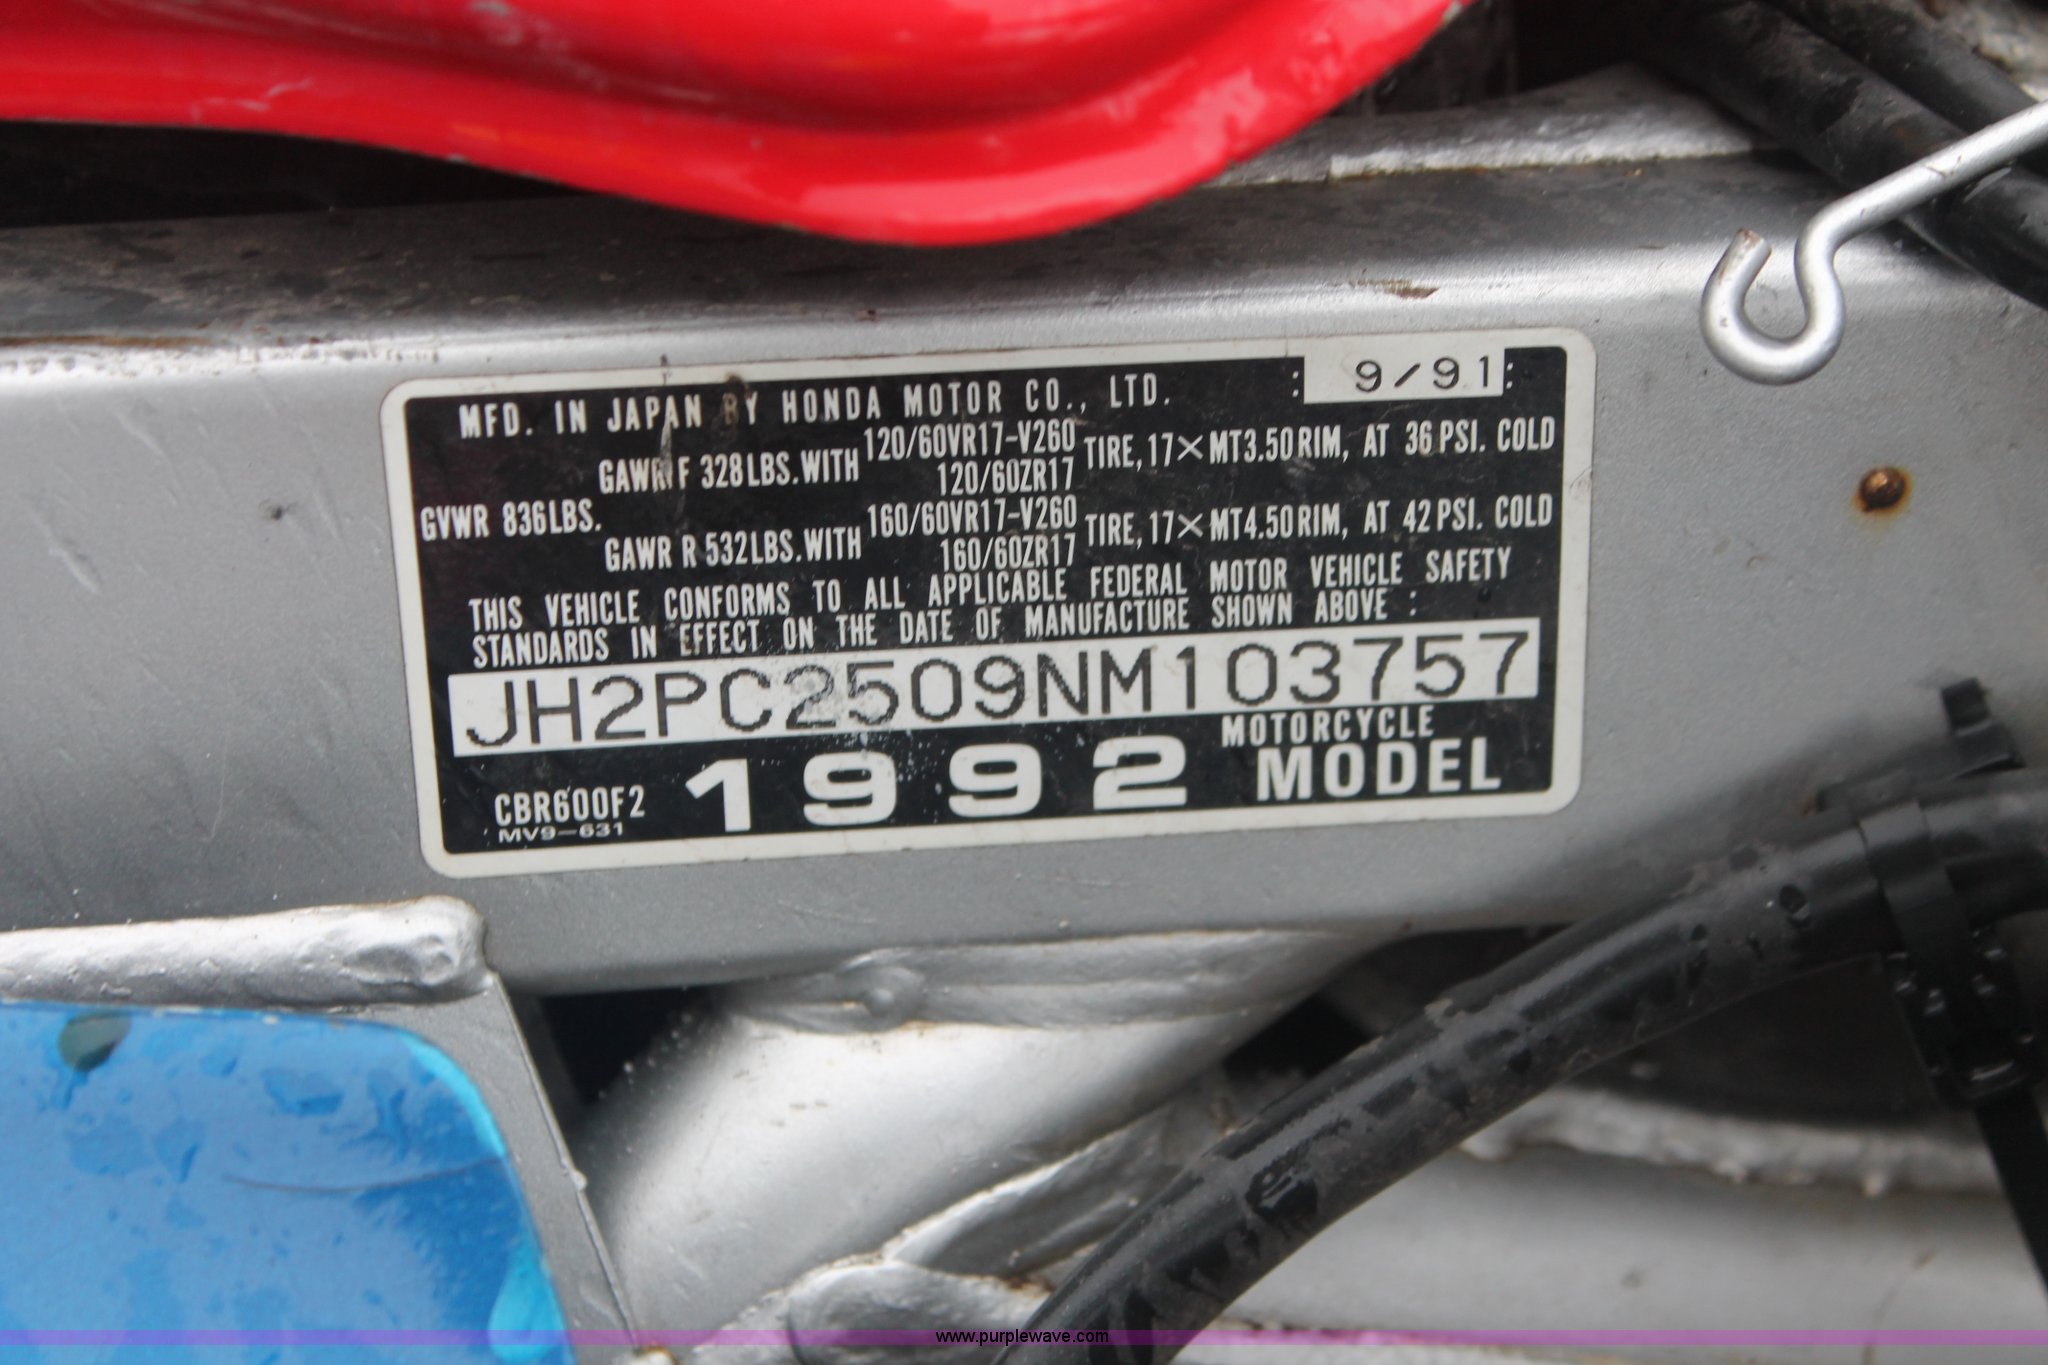 MFD. IN JAPAN BY HONDA MOTOR CO., LTD. : 9/91 :
120/60VR17-V260
GAWR F 328LBS. WITH TIRE, 17×MT3.50 RIM, AT 36 PSI. COLD
120/60ZR17
GVWR 836LBS.
160/60VR17-V260
GAWR R 532LBS. WITH TIRE, 17×MT4.50 RIM, AT 42 PSI. COLD
160/60ZR17
THIS VEHICLE CONFORMS TO ALL APPLICABLE FEDERAL MOTOR VEHICLE SAFETY
STANDARDS IN EFFECT ON THE DATE OF MANUFACTURE SHOWN ABOVE :
JH2PC2509NM103757
MOTORCYCLE
CBR600F2 1992 MODEL
MV9-631
www.purplewave.com